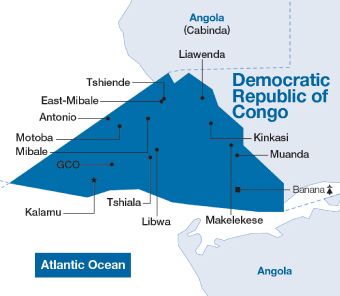 Angola
(Cabinda)
Liawenda
Tshiende
Democratic
Republic of
Congo
East-Mibale
Antonio
Motoba
Kinkasi
Mibale
Muanda
GCO
Banana
Kalamu
Tshiala
Libwa
Makelekese
Atlantic Ocean
Angola